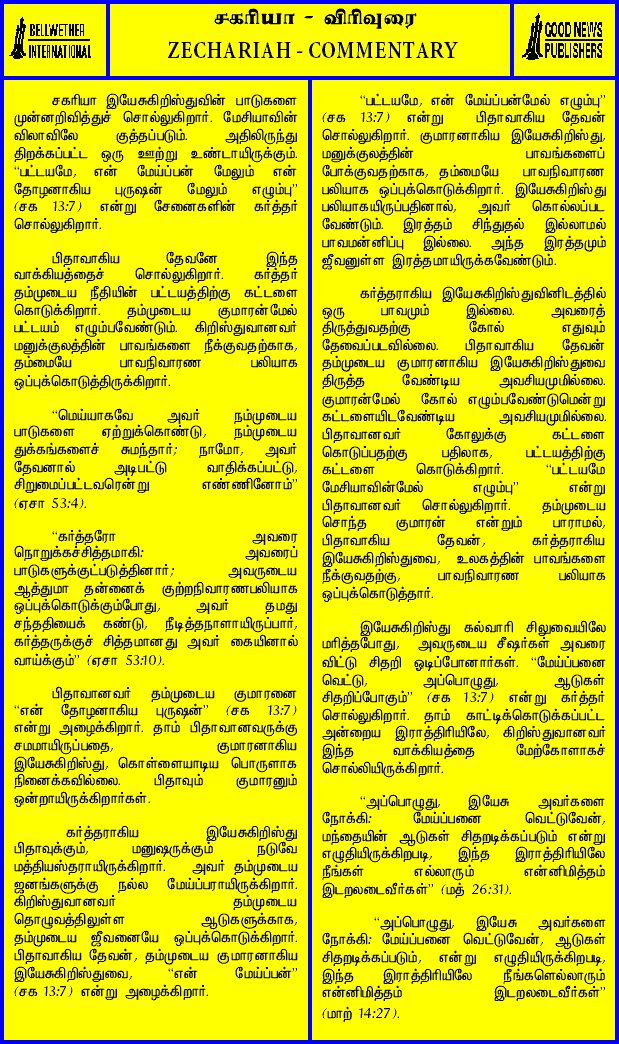 BELLWETHER
INTERNATIONAL
சகரியா - விரிவுரை
ZECHARIAH - COMMENTARY
GOOD NEWS
PUBLISHERS
சகரியா இயேசுகிறிஸ்துவின் பாடுகளை
முன்னறிவித்துச் சொல்லுகிறார். மேசியாவின்
விலாவிலே குத்தப்படும். அதிலிருந்து
திறக்கப்பட்ட ஒரு ஊற்று உண்டாயிருக்கும்.
“பட்டயமே, என் மேய்ப்பன் மேலும் என்
தோழனாகிய புருஷன் மேலும் எழும்பு”
(சக 13:7) என்று சேனைகளின் கர்த்தர்
சொல்லுகிறார்.
பிதாவாகிய தேவனே இந்த
வாக்கியத்தைச் சொல்லுகிறார். கர்த்தர்
தம்முடைய நீதியின் பட்டயத்திற்கு கட்டளை
கொடுக்கிறார். தம்முடைய குமாரன்மேல்
பட்டயம் எழும்பவேண்டும். கிறிஸ்துவானவர்
மனுக்குலத்தின் பாவங்களை நீக்குவதற்காக,
தம்மையே பாவநிவாரண பலியாக
ஒப்புக்கொடுத்திருக்கிறார்.
“மெய்யாகவே அவர் நம்முடைய
பாடுகளை ஏற்றுக்கொண்டு, நம்முடைய
துக்கங்களைச் சுமந்தார்; நாமோ, அவர்
தேவனால் அடிபட்டு வாதிக்கப்பட்டு,
சிறுமைப்பட்டவரென்று எண்ணினோம்”
(ஏசா 53:4).
“கர்த்தரோ அவரை
நொறுக்கச்சித்தமாகி: அவரைப்
பாடுகளுக்குட்படுத்தினார்; அவருடைய
ஆத்துமா தன்னைக் குற்றநிவாரணபலியாக
ஒப்புக்கொடுக்கும்போது, அவர் தமது
சந்ததியைக் கண்டு, நீடித்தநாளாயிருப்பார்,
கர்த்தருக்குச் சித்தமானது அவர் கையினால்
வாய்க்கும்” (ஏசா 53:10).
பிதாவானவர் தம்முடைய குமாரனை
“என் தோழனாகிய புருஷன்” (சக 13:7)
என்று அழைக்கிறார். தாம் பிதாவானவருக்கு
சமமாயிருப்பதை, குமாரனாகிய
இயேசுகிறிஸ்து, கொள்ளையாடிய பொருளாக
நினைக்கவில்லை. பிதாவும் குமாரனும்
ஒன்றாயிருக்கிறார்கள்.
கர்த்தராகிய இயேசுகிறிஸ்து
பிதாவுக்கும், மனுஷருக்கும் நடுவே
மத்தியஸ்தராயிருக்கிறார். அவர் தம்முடைய
ஜனங்களுக்கு நல்ல மேய்ப்பராயிருக்கிறார்.
கிறிஸ்துவானவர் தம்முடைய
தொழுவத்திலுள்ள ஆடுகளுக்காக,
தம்முடைய ஜீவனையே ஒப்புக்கொடுக்கிறார்.
பிதாவாகிய தேவன், தம்முடைய குமாரனாகிய
இயேசுகிறிஸ்துவை, “என் மேய்ப்பன்”
(சக 13:7) என்று அழைக்கிறார்.
“பட்டயமே, என் மேய்ப்பன்மேல் எழும்பு”
(சக 13:7) என்று பிதாவாகிய தேவன்
சொல்லுகிறார். குமாரனாகிய இயேசுகிறிஸ்து,
மனுக்குலத்தின் பாவங்களைப்
போக்குவதற்காக, தம்மையே பாவநிவாரண
பலியாக ஒப்புக்கொடுக்கிறார். இயேசுகிறிஸ்து
பலியாகயிருப்பதினால், அவர் கொல்லப்பட
வேண்டும். இரத்தம் சிந்துதல் இல்லாமல்
பாவமன்னிப்பு இல்லை. அந்த இரத்தமும்
ஜீவனுள்ள இரத்தமாயிருக்கவேண்டும்.
கர்த்தராகிய இயேசுகிறிஸ்துவினிடத்தில்
ஒரு பாவமும் இல்லை. அவரைத்
திருத்துவதற்கு கோல் எதுவும்
தேவைப்படவில்லை. பிதாவாகிய தேவன்
தம்முடைய குமாரனாகிய இயேசுகிறிஸ்துவை
திருத்த வேண்டிய அவசியமுமில்லை.
குமாரன்மேல் கோல் எழும்பவேண்டுமென்று
கட்டளையிடவேண்டிய அவசியமுமில்லை.
பிதாவானவர் கோலுக்கு கட்டளை
கொடுப்பதற்கு பதிலாக, பட்டயத்திற்கு
கட்டளை கொடுக்கிறார். “பட்டயமே
மேசியாவின்மேல் எழும்பு” என்று
பிதாவானவர் சொல்லுகிறார். தம்முடைய
சொந்த குமாரன் என்றும் பாராமல்,
பிதாவாகிய தேவன், கர்த்தராகிய
இயேசுகிறிஸ்துவை, உலகத்தின் பாவங்களை
நீக்குவதற்கு, பாவநிவாரண பலியாக
ஒப்புக்கொடுத்தார்.
இயேசுகிறிஸ்து கல்வாரி சிலுவையிலே
மரித்தபோது, அவருடைய சீஷர்கள் அவரை
விட்டு சிதறி ஓடிப்போனார்கள். “மேய்ப்பனை
வெட்டு, அப்பொழுது, ஆடுகள்
சிதறிப்போகும்” (சக 13:7) என்று கர்த்தர்
சொல்லுகிறார். தாம் காட்டிக்கொடுக்கப்பட்ட
அன்றைய இராத்திரியிலே, கிறிஸ்துவானவர்
இந்த வாக்கியத்தை மேற்கோளாகச்
சொல்லியிருக்கிறார்.
“அப்பொழுது, இயேசு அவர்களை
நோக்கி: மேய்ப்பனை வெட்டுவேன்,
மந்தையின் ஆடுகள் சிதறடிக்கப்படும் என்று
எழுதியிருக்கிறபடி, இந்த இராத்திரியிலே
நீங்கள் எல்லாரும் என்னிமித்தம்
இடறலடைவீர்கள்” (மத் 26:31).
“அப்பொழுது, இயேசு அவர்களை
நோக்கி: மேய்ப்பனை வெட்டுவேன், ஆடுகள்
சிதறடிக்கப்படும், என்று எழுதியிருக்கிறபடி,
இந்த இராத்திரியிலே நீங்களெல்லாரும்
என்னிமித்தம் இடறலடைவீர்கள்”
(மாற் 14:27).